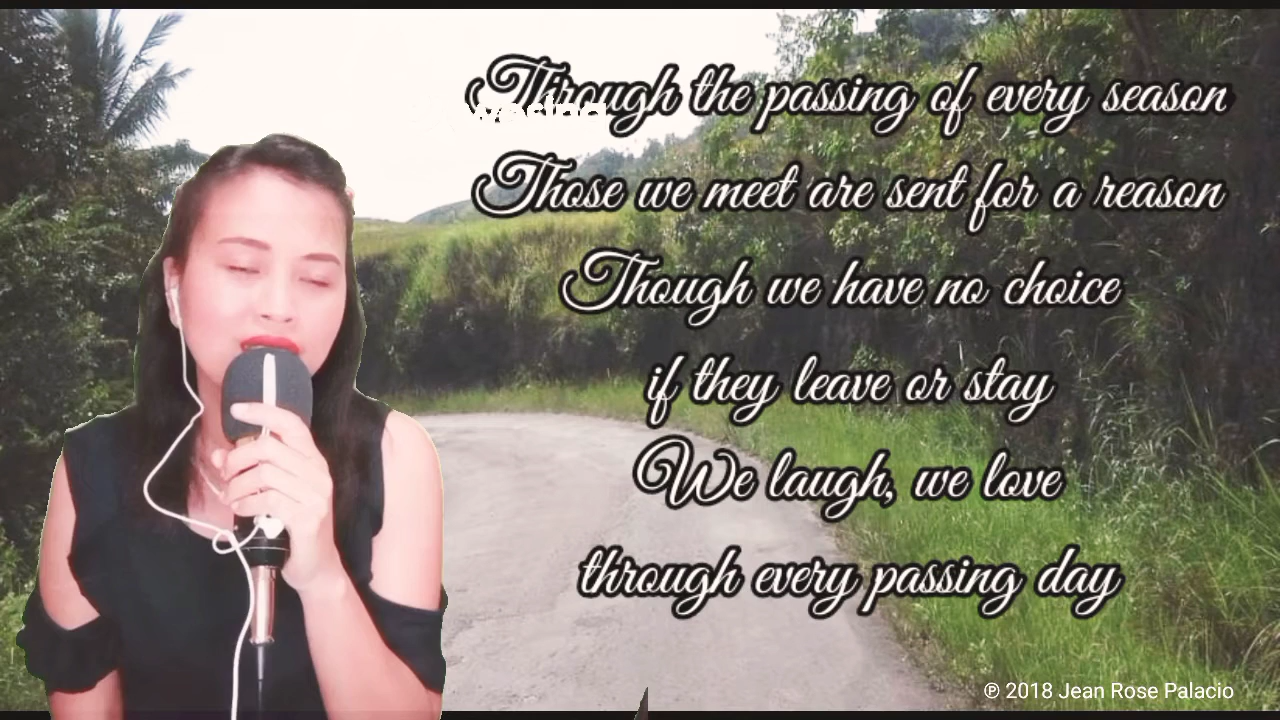 Through the passing of every season
Those we meet are sent for a reason
Though we have no choice
if they leave or stay
We laugh, we love
through every passing day
℗ 2018 Jean Rose Palacio